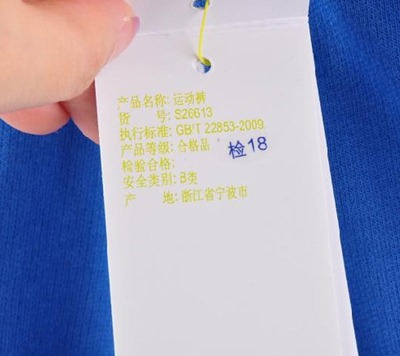 产品名称: 运动裤
货 号: S26613
执行标准: GB/T 22853-2009
产品等级: 合格品
检验合格:
检18
安全类别: B类
产 地: 浙江省宁波市